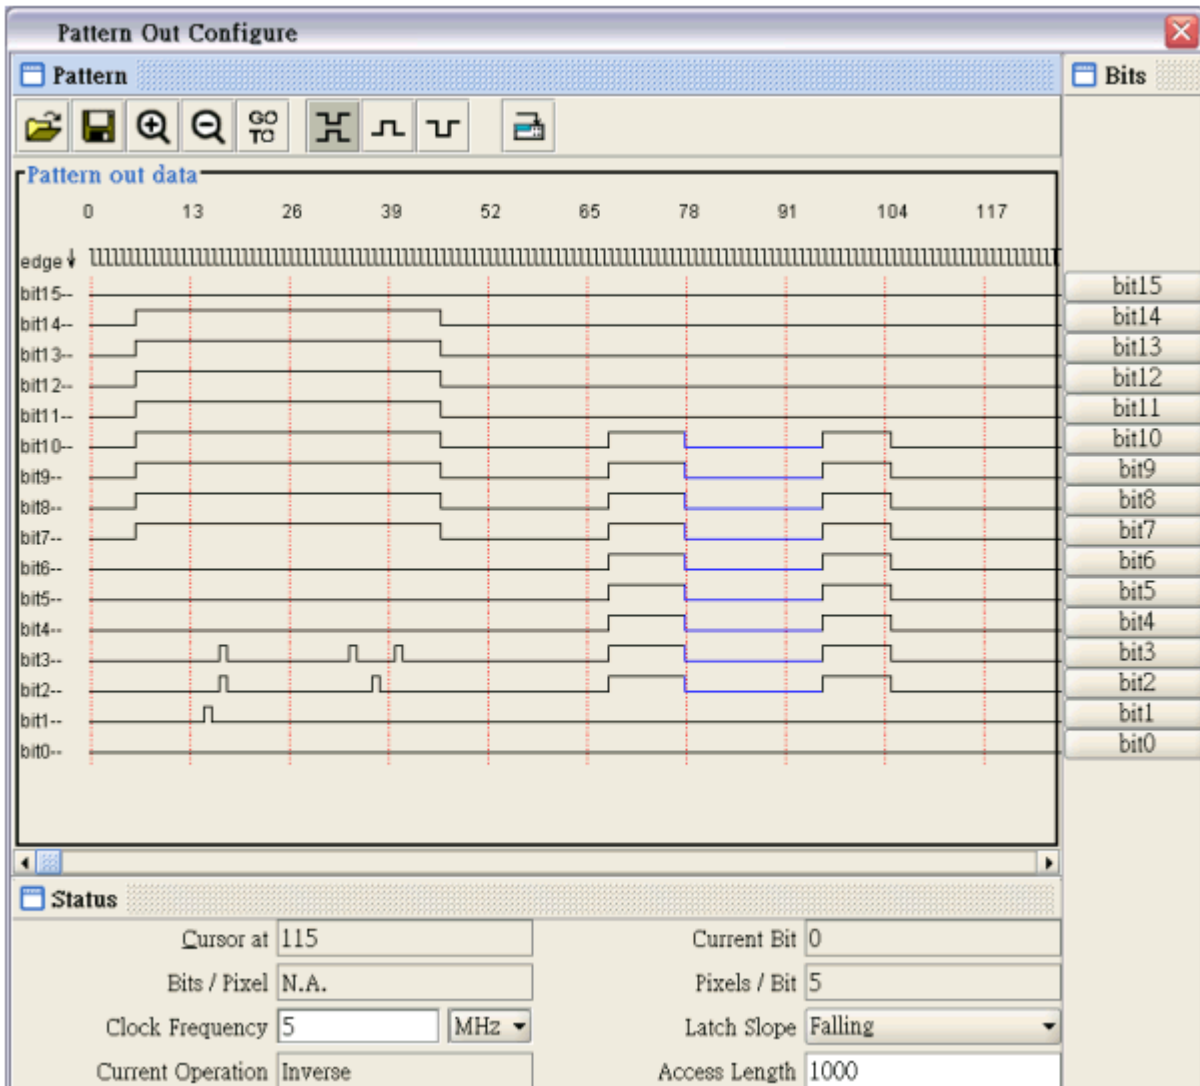 Pattern Out Configure
Pattern
Bits
GO TO
Pattern out data
0 13 26 39 52 65 78 91 104 117
edge
bit15--
bit14--
bit13--
bit12--
bit11--
bit10--
bit9--
bit8--
bit7--
bit6--
bit5--
bit4--
bit3--
bit2--
bit1--
bit0--
bit15
bit14
bit13
bit12
bit11
bit10
bit9
bit8
bit7
bit6
bit5
bit4
bit3
bit2
bit1
bit0
Status
Cursor at 115
Current Bit 0
Bits / Pixel N.A.
Pixels / Bit 5
Clock Frequency 5 MHz
Latch Slope Falling
Current Operation Inverse
Access Length 1000